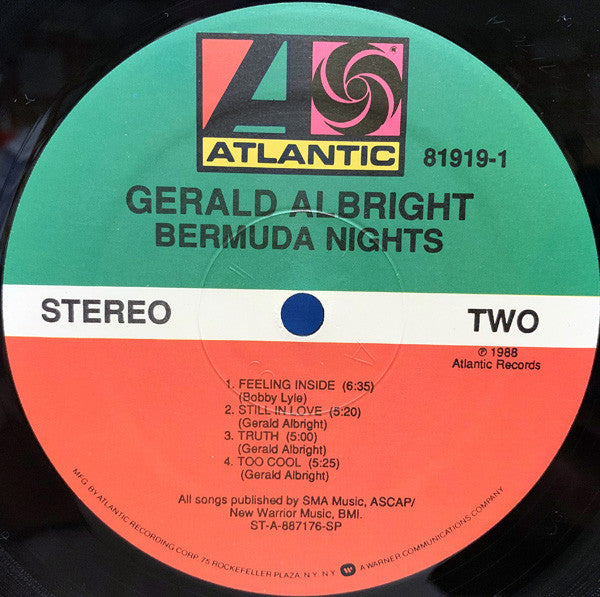 ATLANTIC
81919-1
GERALD ALBRIGHT
BERMUDA NIGHTS
STEREO
TWO
℗ 1988
Atlantic Records
1. FEELING INSIDE (6:35)
(Bobby Lyle)
2. STILL IN LOVE (5:20)
(Gerald Albright)
3. TRUTH (5:00)
(Gerald Albright)
4. TOO COOL (5:25)
(Gerald Albright)
All songs published by SMA Music, ASCAP/
New Warrior Music, BMI.
ST-A-887176-SP
MFG. BY ATLANTIC RECORDING CORP. 75 ROCKEFELLER PLAZA, N.Y. N.Y. A WARNER COMMUNICATIONS COMPANY